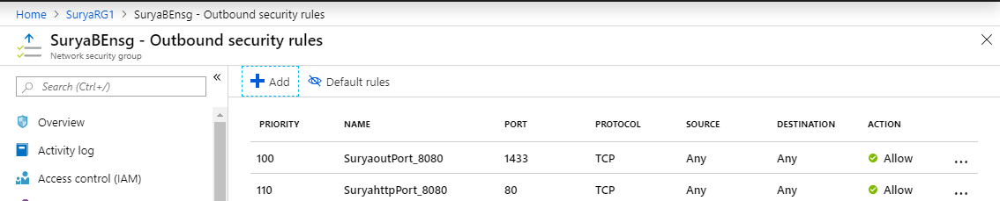 Home > SuryaRG1 > SuryaBEnsg - Outbound security rules
SuryaBEnsg - Outbound security rules
Network security group
Search (Ctrl+/)
«
Overview
Activity log
Access control (IAM)
Add Default rules
PRIORITY NAME PORT PROTOCOL SOURCE DESTINATION ACTION
100 SuryaoutPort_8080 1433 TCP Any Any Allow ...
110 SuryahttpPort_8080 80 TCP Any Any Allow ...